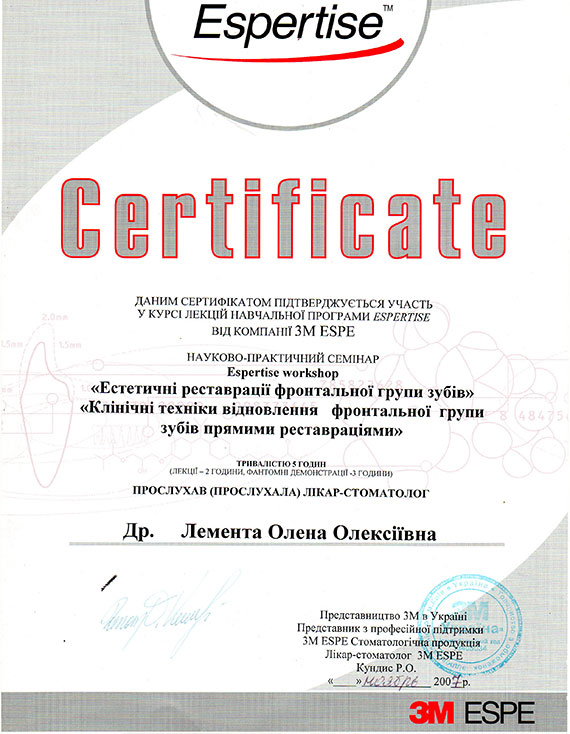 Espertise™
Certificate
ДАНИМ СЕРТИФІКАТОМ ПІДТВЕРДЖУЄТЬСЯ УЧАСТЬ
У КУРСІ ЛЕКЦІЙ НАВЧАЛЬНОЇ ПРОГРАМИ ESPERTISE
ВІД КОМПАНІЇ 3M ESPE
НАУКОВО-ПРАКТИЧНИЙ СЕМІНАР
Espertise workshop
«Естетичні реставрації фронтальної групи зубів»
«Клінічні техніки відновлення фронтальної групи
зубів прямими реставраціями»
ТРИВАЛІСТЮ 5 ГОДИН
(ЛЕКЦІЇ – 2 ГОДИНИ, ФАНТОМНІ ДЕМОНСТРАЦІЇ -3 ГОДИНИ)
ПРОСЛУХАВ (ПРОСЛУХАЛА) ЛІКАР-СТОМАТОЛОГ
Др. Лемента Олена Олексіївна
Представництво 3М в Україні
Представник з професійної підтримки
3M ESPE Стоматологічна продукція
Лікар-стоматолог 3M ESPE
Кундис Р.О.
«___»ноябрь 2007р.
3M ESPE